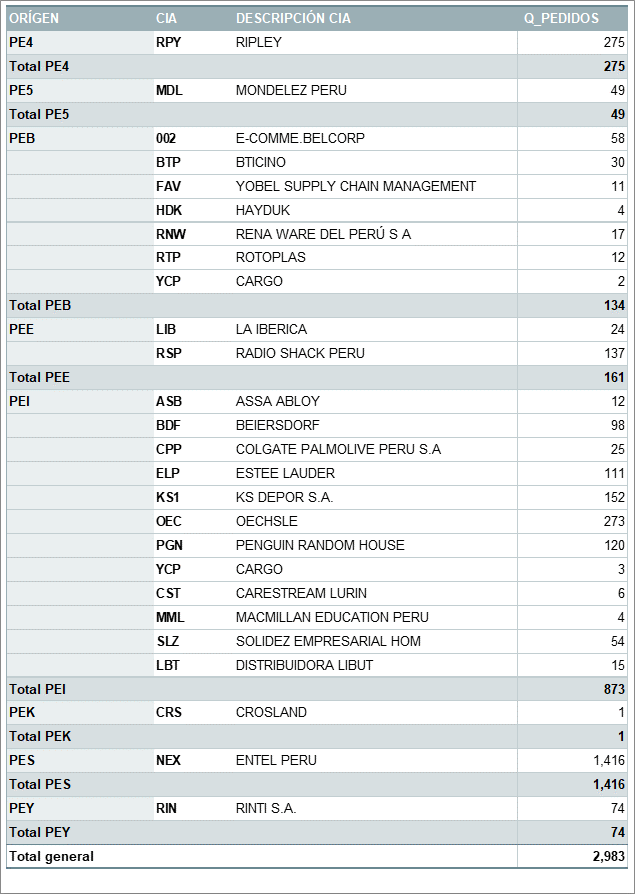 ORÍGEN CIA DESCRIPCIÓN CIA Q_PEDIDOS
PE4 RPY RIPLEY 275
Total PE4 275
PE5 MDL MONDELEZ PERU 49
Total PE5 49
PEB 002 E-COMME.BELCORP 58
BTP BTICINO 30
FAV YOBEL SUPPLY CHAIN MANAGEMENT 11
HDK HAYDUK 4
RNW RENA WARE DEL PERÚ S A 17
RTP ROTOPLAS 12
YCP CARGO 2
Total PEB 134
PEE LIB LA IBERICA 24
RSP RADIO SHACK PERU 137
Total PEE 161
PEI ASB ASSA ABLOY 12
BDF BEIERSDORF 98
CPP COLGATE PALMOLIVE PERU S.A 25
ELP ESTEE LAUDER 111
KS1 KS DEPOR S.A. 152
OEC OECHSLE 273
PGN PENGUIN RANDOM HOUSE 120
YCP CARGO 3
CST CARESTREAM LURIN 6
MML MACMILLAN EDUCATION PERU 4
SLZ SOLIDEZ EMPRESARIAL HOM 54
LBT DISTRIBUIDORA LIBUT 15
Total PEI 873
PEK CRS CROSLAND 1
Total PEK 1
PES NEX ENTEL PERU 1,416
Total PES 1,416
PEY RIN RINTI S.A. 74
Total PEY 74
Total general 2,983